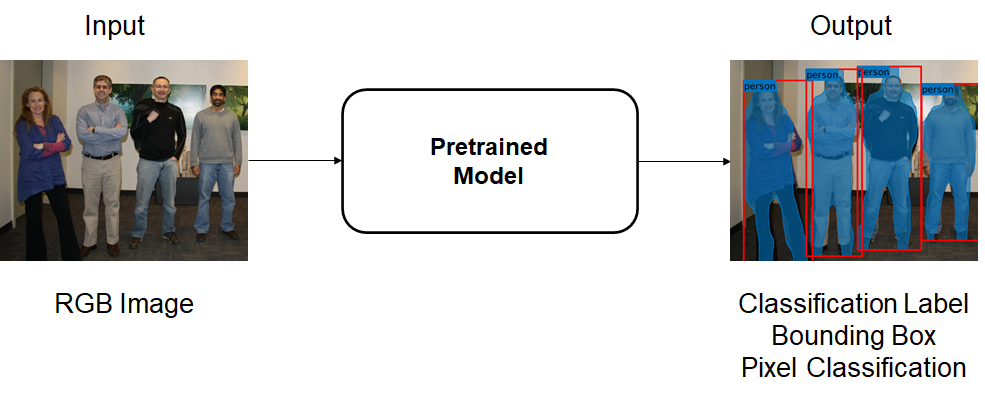 Input
Output
person
person
person
person
Pretrained
Model
RGB Image
Classification Label
Bounding Box
Pixel Classification